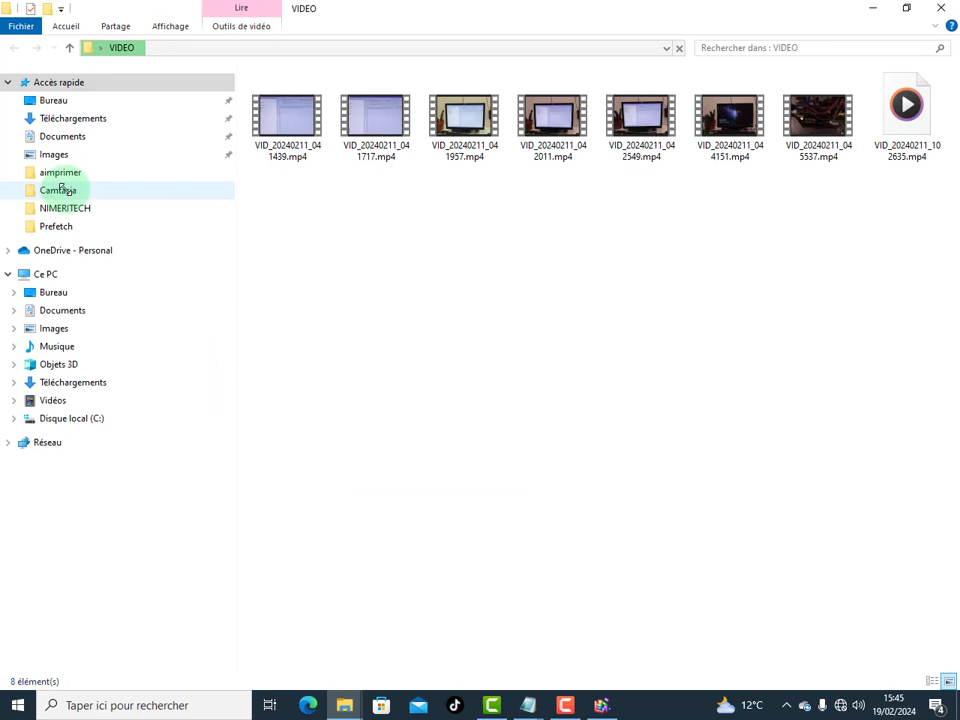 Lire
VIDEO
Fichier
Accueil
Partage
Affichage
Outils de vidéo
VIDEO
Rechercher dans : VIDEO
Accès rapide
Bureau
Téléchargements
Documents
Images
aimprimer
Camtasia
NIMERITECH
Prefetch
OneDrive - Personal
Ce PC
Bureau
Documents
Images
Musique
Objets 3D
Téléchargements
Vidéos
Disque local (C:)
Réseau
VID_20240211_04
1439.mp4
VID_20240211_04
1717.mp4
VID_20240211_04
1957.mp4
VID_20240211_04
2011.mp4
VID_20240211_04
2549.mp4
VID_20240211_04
4151.mp4
VID_20240211_04
5537.mp4
VID_20240211_10
2635.mp4
8 élément(s)
Taper ici pour rechercher
12°C
15:45
19/02/2024
4